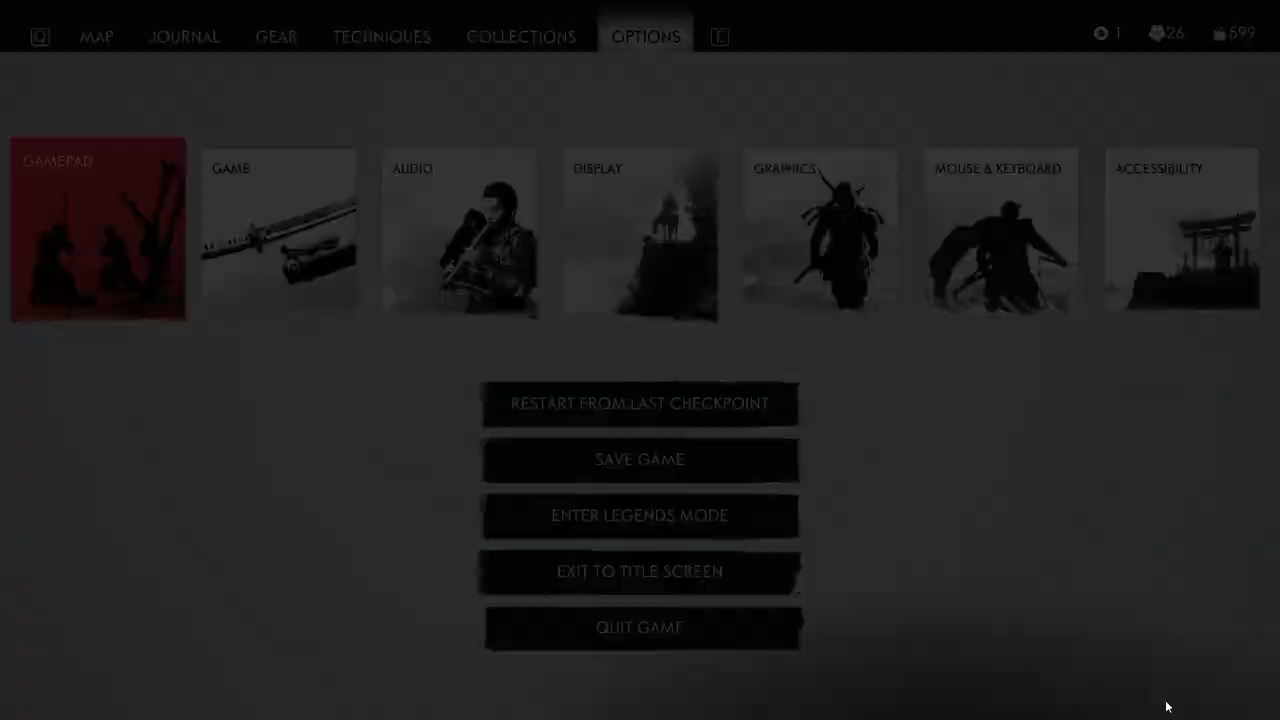 Q MAP JOURNAL GEAR TECHNIQUES COLLECTIONS OPTIONS E 1 26 599
GAMEPAD GAME AUDIO DISPLAY GRAPHICS MOUSE & KEYBOARD ACCESSIBILITY
RESTART FROM LAST CHECKPOINT
SAVE GAME
ENTER LEGENDS MODE
EXIT TO TITLE SCREEN
QUIT GAME